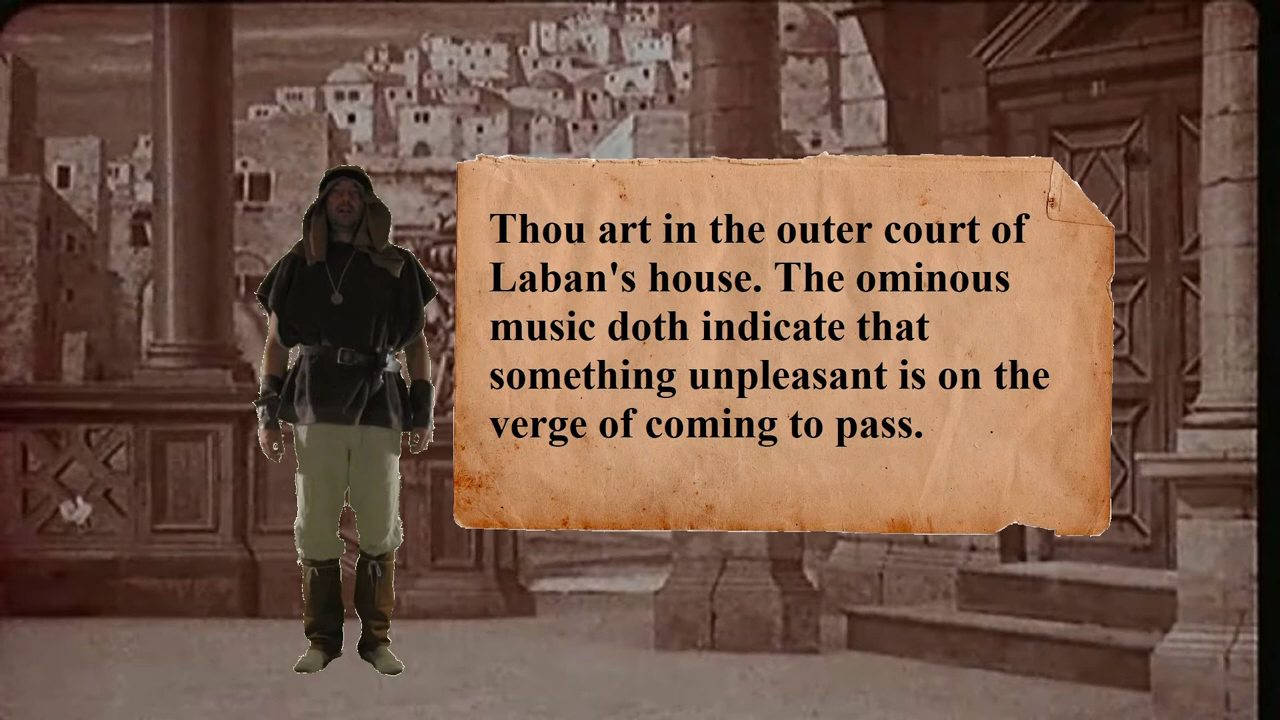 Thou art in the outer court of
Laban's house. The ominous
music doth indicate that
something unpleasant is on the
verge of coming to pass.